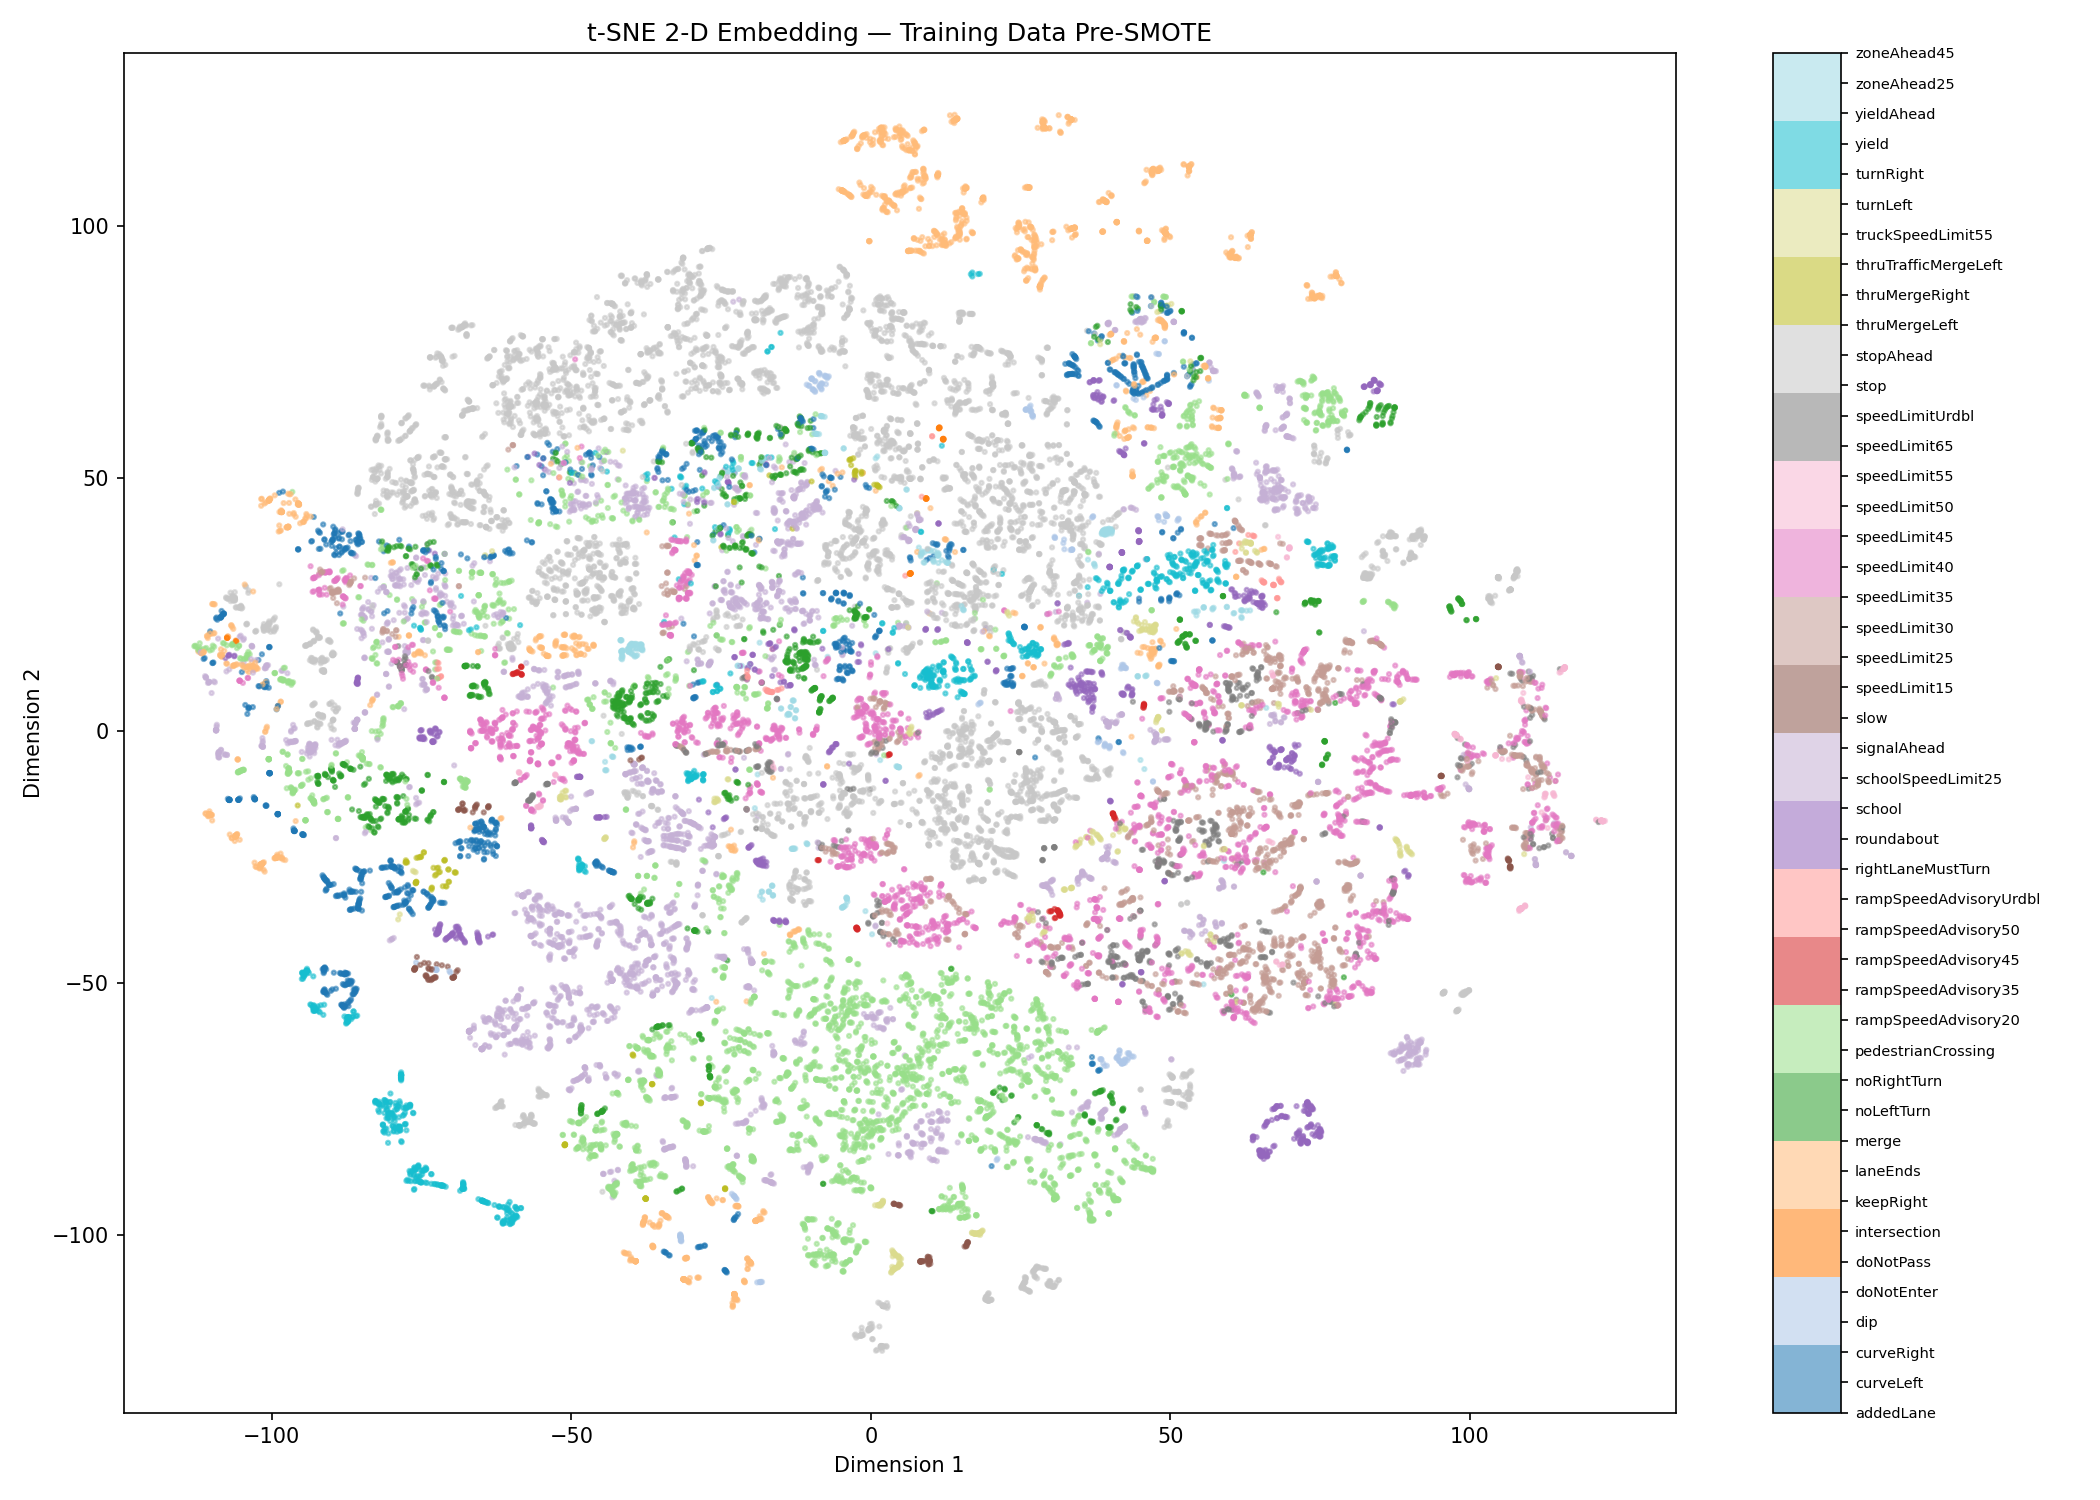 t-SNE 2-D Embedding — Training Data Pre-SMOTE
Dimension 2
100
50
0
−50
−100
−100
−50
0
50
100
Dimension 1
zoneAhead45
zoneAhead25
yieldAhead
yield
turnRight
turnLeft
truckSpeedLimit55
thruTrafficMergeLeft
thruMergeRight
thruMergeLeft
stopAhead
stop
speedLimitUrdbl
speedLimit65
speedLimit55
speedLimit50
speedLimit45
speedLimit40
speedLimit35
speedLimit30
speedLimit25
speedLimit15
slow
signalAhead
schoolSpeedLimit25
school
roundabout
rightLaneMustTurn
rampSpeedAdvisoryUrdbl
rampSpeedAdvisory50
rampSpeedAdvisory45
rampSpeedAdvisory35
rampSpeedAdvisory20
pedestrianCrossing
noRightTurn
noLeftTurn
merge
laneEnds
keepRight
intersection
doNotPass
doNotEnter
dip
curveRight
curveLeft
addedLane